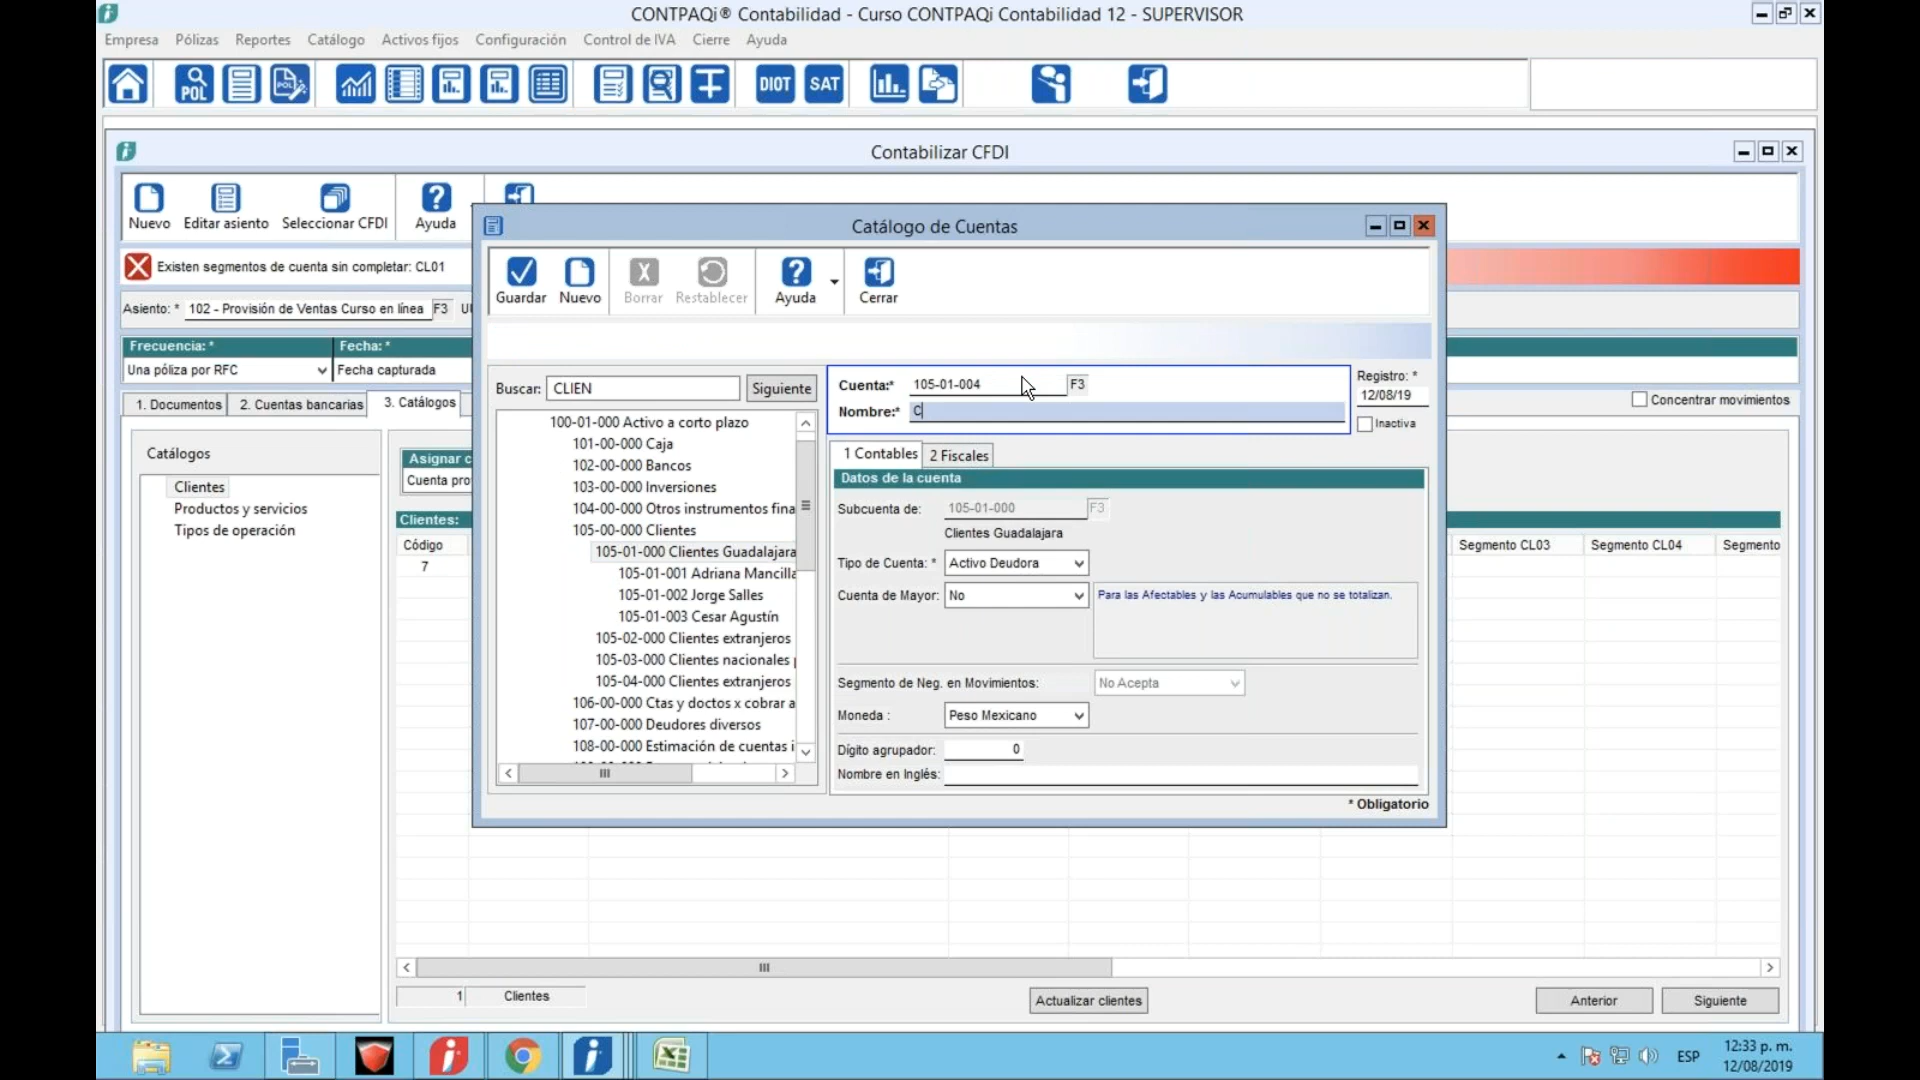 CONTPAQi® Contabilidad - Curso CONTPAQi Contabilidad 12 - SUPERVISOR
Empresa Pólizas Reportes Catálogo Activos fijos Configuración Control de IVA Cierre Ayuda
POL POL DIOT SAT
Contabilizar CFDI
Nuevo Editar asiento Seleccionar CFDI Ayuda
Existen segmentos de cuenta sin completar: CL01
Asiento: * 102 - Provisión de Ventas Curso en línea F3
Frecuencia: * Fecha: *
Una póliza por RFC Fecha capturada
1. Documentos 2. Cuentas bancarias 3. Catálogos
Concentrar movimientos
Catálogos
Clientes
Productos y servicios
Tipos de operación
Asignar c
Cuenta pro
Clientes:
Código Segmento CL03 Segmento CL04 Segmento
7
Catálogo de Cuentas
Guardar Nuevo Borrar Restablecer Ayuda Cerrar
Buscar: CLIEN Siguiente
100-01-000 Activo a corto plazo
101-00-000 Caja
102-00-000 Bancos
103-00-000 Inversiones
104-00-000 Otros instrumentos fina
105-00-000 Clientes
105-01-000 Clientes Guadalajara
105-01-001 Adriana Mancilla
105-01-002 Jorge Salles
105-01-003 Cesar Agustín
105-02-000 Clientes extranjeros
105-03-000 Clientes nacionales
105-04-000 Clientes extranjeros
106-00-000 Ctas y doctos x cobrar a
107-00-000 Deudores diversos
108-00-000 Estimación de cuentas i
Cuenta:* 105-01-004 F3
Nombre:* C
Registro: *
12/08/19
Inactiva
1 Contables 2 Fiscales
Datos de la cuenta
Subcuenta de: 105-01-000 F3
Clientes Guadalajara
Tipo de Cuenta: * Activo Deudora
Cuenta de Mayor: No
Para las Afectables y las Acumulables que no se totalizan.
Segmento de Neg. en Movimientos: No Acepta
Moneda : Peso Mexicano
Dígito agrupador: 0
Nombre en Inglés:
* Obligatorio
1 Clientes Actualizar clientes Anterior Siguiente
ESP
12:33 p. m.
12/08/2019